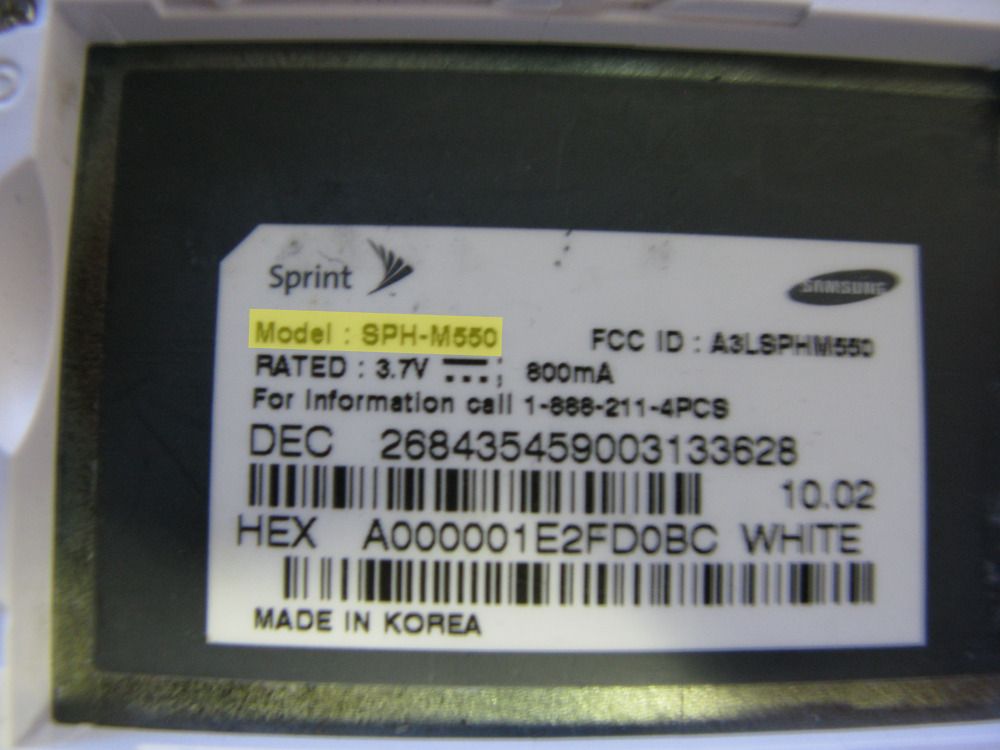 Sprint SAMSUNG
Model : SPH-M550 FCC ID : A3LSPHM550
RATED : 3.7V ; 800mA
For Information call 1-888-211-4PCS
DEC 268435459003133628
10.02
HEX A000001E2FD0BC WHITE
MADE IN KOREA